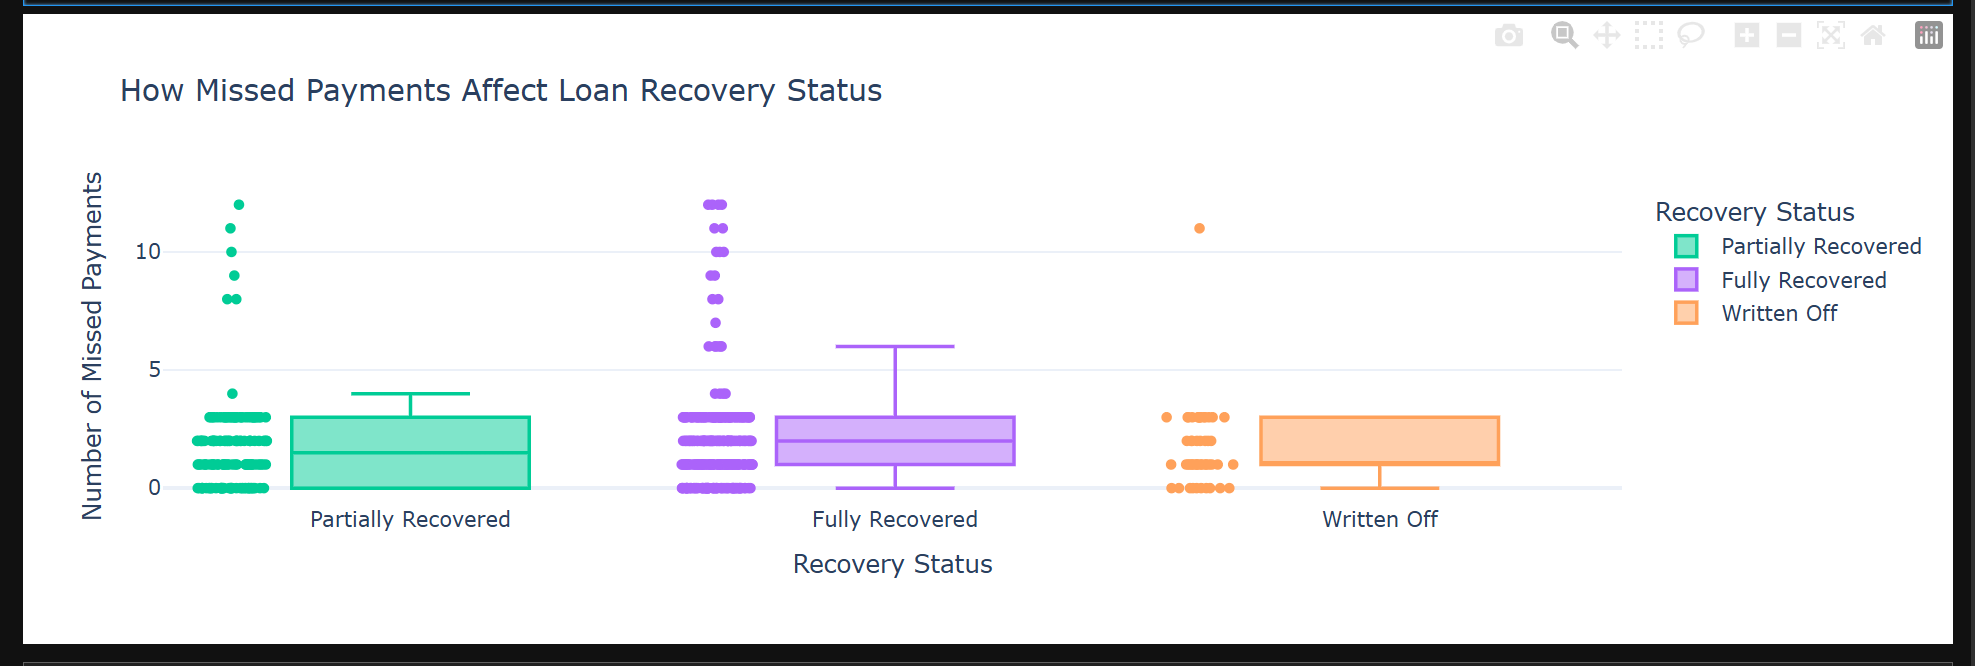 How Missed Payments Affect Loan Recovery Status
Number of Missed Payments
10
5
0
Partially Recovered
Fully Recovered
Written Off
Recovery Status
Recovery Status
Partially Recovered
Fully Recovered
Written Off